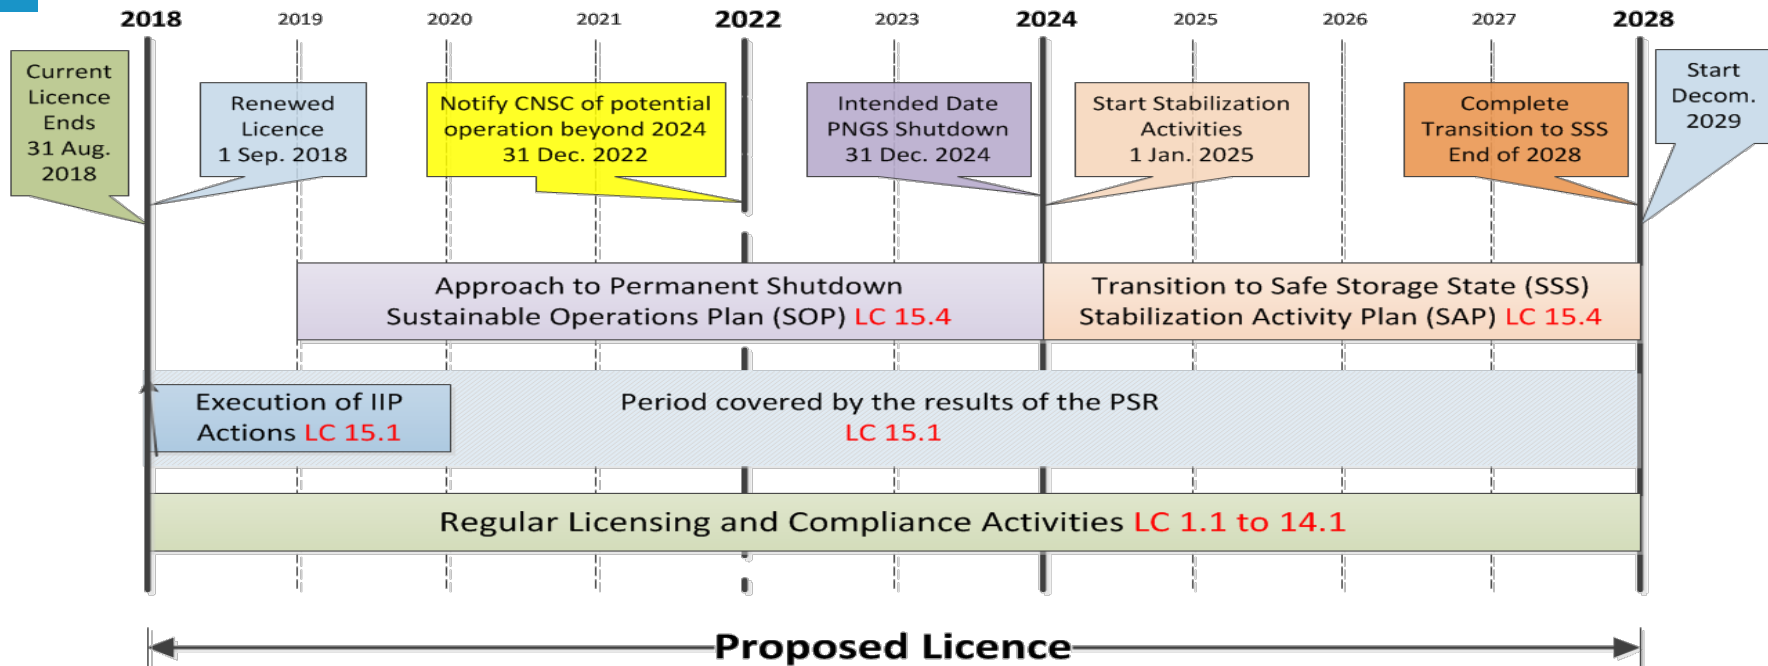 2018 2019 2020 2021 2022 2023 2024 2025 2026 2027 2028
Current
Licence
Ends
31 Aug.
2018
Renewed
Licence
1 Sep. 2018
Notify CNSC of potential
operation beyond 2024
31 Dec. 2022
Intended Date
PNGS Shutdown
31 Dec. 2024
Start Stabilization
Activities
1 Jan. 2025
Complete
Transition to SSS
End of 2028
Start
Decom.
2029
Approach to Permanent Shutdown
Sustainable Operations Plan (SOP) LC 15.4
Transition to Safe Storage State (SSS)
Stabilization Activity Plan (SAP) LC 15.4
Execution of IIP
Actions LC 15.1
Period covered by the results of the PSR
LC 15.1
Regular Licensing and Compliance Activities LC 1.1 to 14.1
Proposed Licence